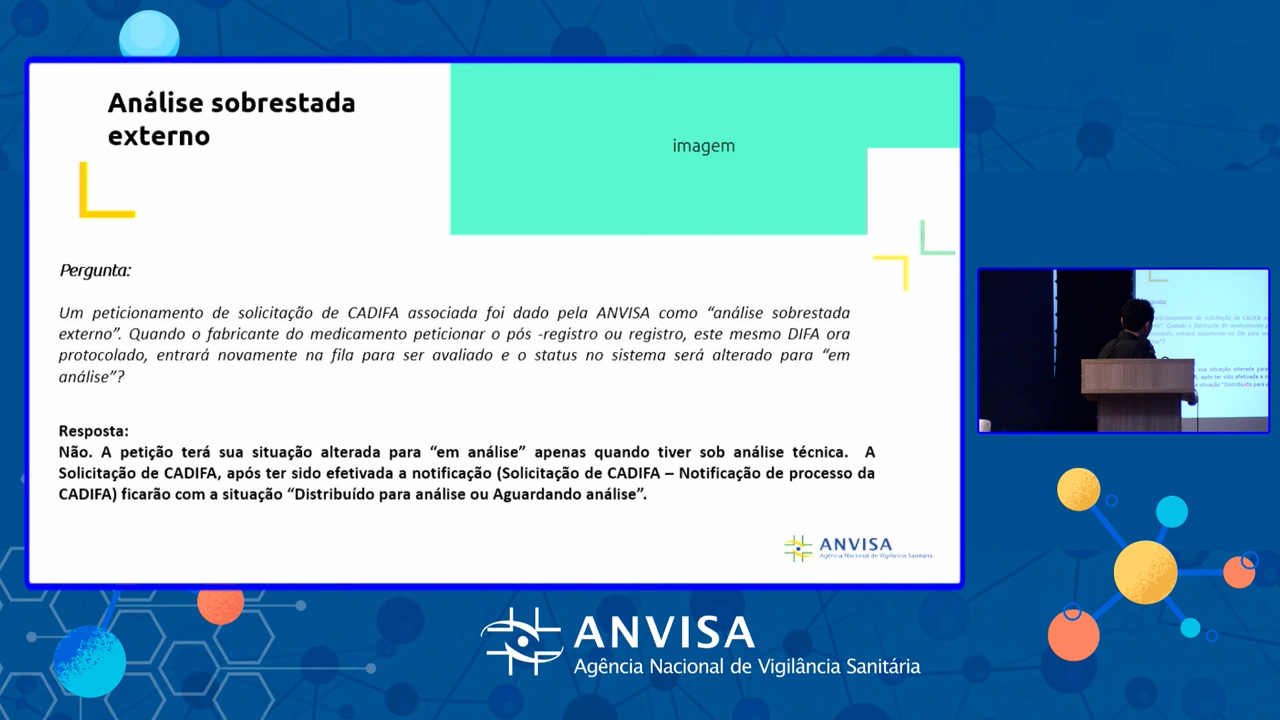 Análise sobrestada
externo
imagem
Pergunta:
Um peticionamento de solicitação de CADIFA associada foi dado pela ANVISA como “análise sobrestada
externo”. Quando o fabricante do medicamento peticionar o pós -registro ou registro, este mesmo DIFA ora
protocolado, entrará novamente na fila para ser avaliado e o status no sistema será alterado para “em
análise”?
Resposta:
Não. A petição terá sua situação alterada para “em análise” apenas quando tiver sob análise técnica. A
Solicitação de CADIFA, após ter sido efetivada a notificação (Solicitação de CADIFA – Notificação de processo da
CADIFA) ficarão com a situação “Distribuído para análise ou Aguardando análise”.
ANVISA
Agência Nacional de Vigilância Sanitária
ANVISA
Agência Nacional de Vigilância Sanitária